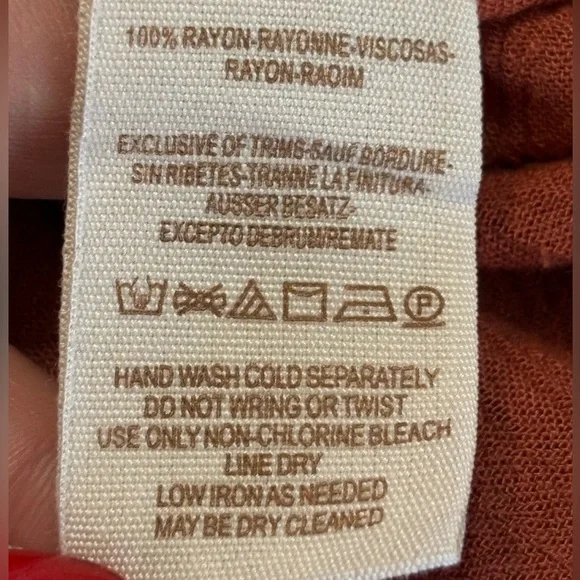 100% RAYON-RAYONNE-VISCOSAS-
RAYON-RAOIM
EXCLUSIVE OF TRIMS-SAUF BORDURE-
SIN RIBETES-TRANNE LA FINITURA-
AUSSER BESATZ-
EXCEPTO DEBRUM/REMATE
P
HAND WASH COLD SEPARATELY
DO NOT WRING OR TWIST
USE ONLY NON-CHLORINE BLEACH
LINE DRY
LOW IRON AS NEEDED
MAY BE DRY CLEANED